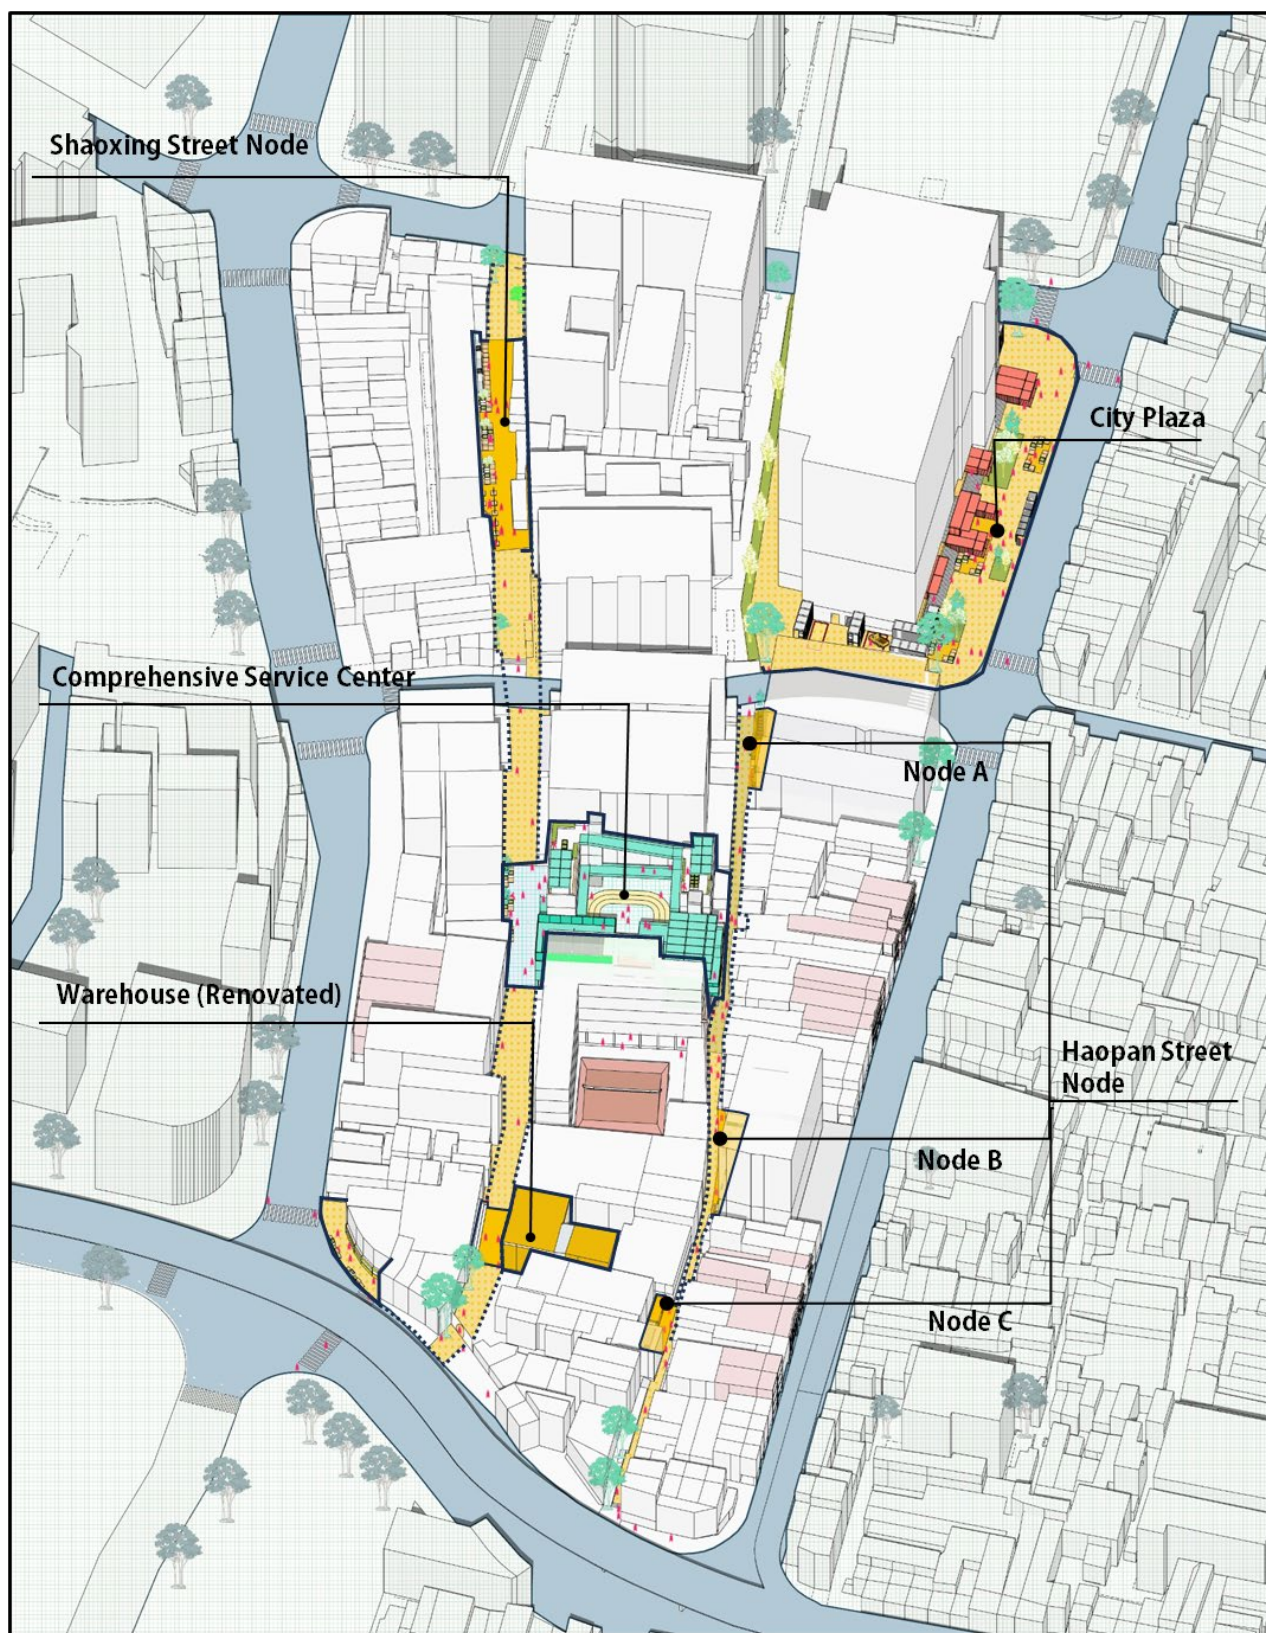 Shaoxing Street Node
City Plaza
Comprehensive Service Center
Node A
Warehouse (Renovated)
Haopan Street
Node
Node B
Node C